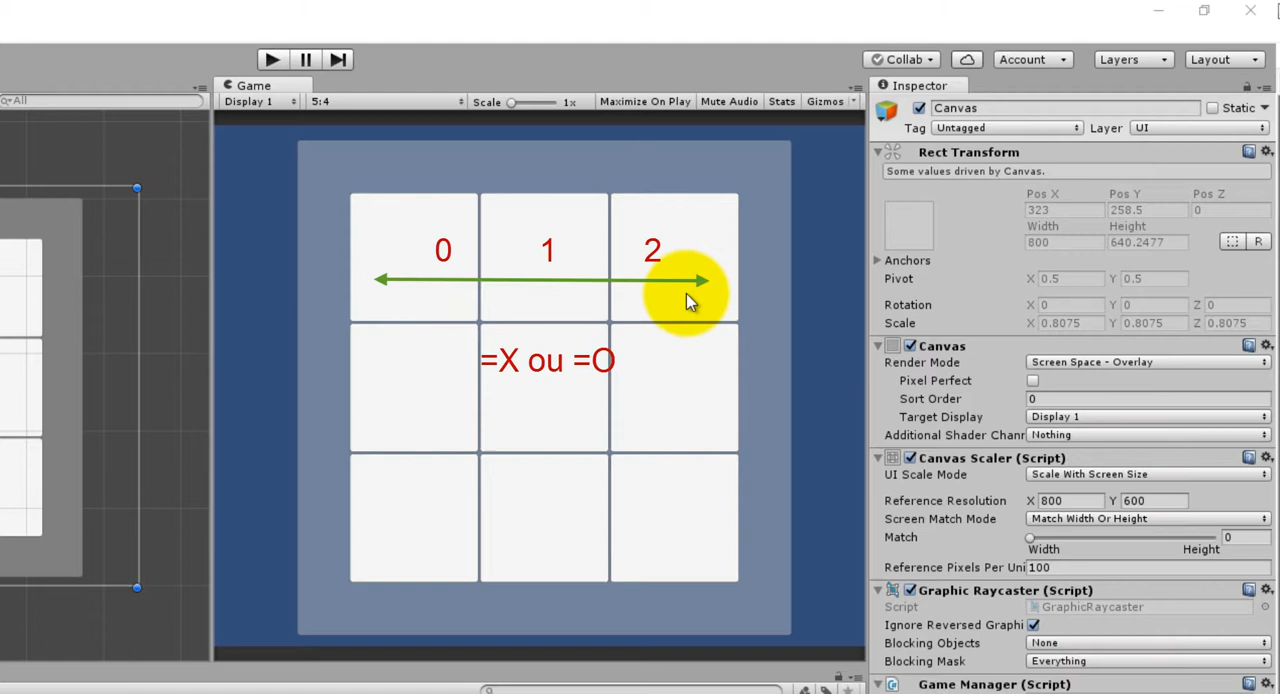 Collab
Account
Layers
Layout
All
Game
Display 1
5:4
Scale
1x
Maximize On Play
Mute Audio
Stats
Gizmos
Inspector
Canvas
Static
Tag
Untagged
Layer
UI
Rect Transform
Some values driven by Canvas.
Pos X
Pos Y
Pos Z
323
258.5
0
Width
Height
800
640.2477
R
Anchors
Pivot
X 0.5
Y 0.5
Rotation
X 0
Y 0
Z 0
Scale
X 0.8075
Y 0.8075
Z 0.8075
Canvas
Render Mode
Screen Space - Overlay
Pixel Perfect
Sort Order
0
Target Display
Display 1
Additional Shader Chann
Nothing
Canvas Scaler (Script)
UI Scale Mode
Scale With Screen Size
Reference Resolution
X 800
Y 600
Screen Match Mode
Match Width Or Height
Match
0
Width
Height
Reference Pixels Per Uni
100
Graphic Raycaster (Script)
Script
GraphicRaycaster
Ignore Reversed Graphi
Blocking Objects
None
Blocking Mask
Everything
Game Manager (Script)
0 1 2
=X ou =O